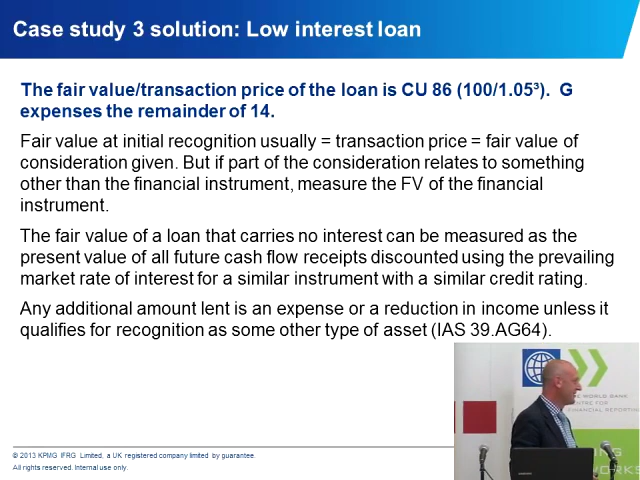 Case study 3 solution: Low interest loan
The fair value/transaction price of the loan is CU 86 (100/1.05³). G
expenses the remainder of 14.
Fair value at initial recognition usually = transaction price = fair value of
consideration given. But if part of the consideration relates to something
other than the financial instrument, measure the FV of the financial
instrument.
The fair value of a loan that carries no interest can be measured as the
present value of all future cash flow receipts discounted using the prevailing
market rate of interest for a similar instrument with a similar credit rating.
Any additional amount lent is an expense or a reduction in income unless it
qualifies for recognition as some other type of asset (IAS 39.AG64).
THE WORLD BANK
CENTRE FOR
FINANCIAL REPORTING
© 2013 KPMG IFRG Limited, a UK registered company limited by guarantee.
All rights reserved. Internal use only.